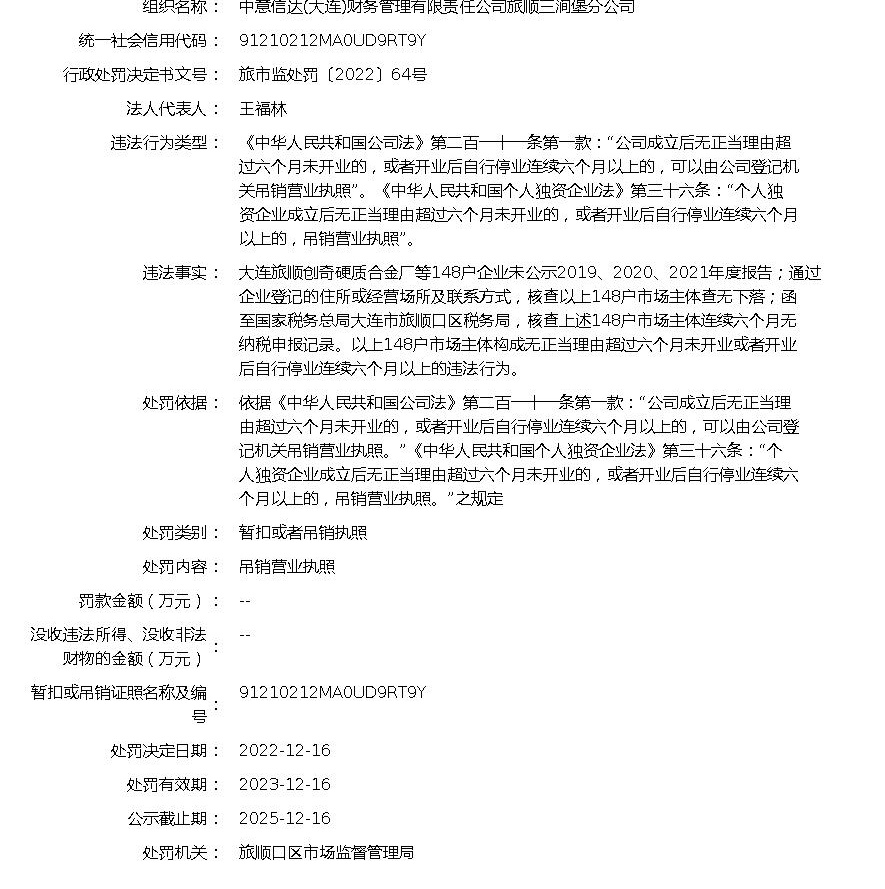 组织名称： 中意信达(大连)财务管理有限责任公司旅顺三涧堡分公司
统一社会信用代码： 91210212MA0UD9RT9Y
行政处罚决定书文号： 旅市监处罚〔2022〕64号
法人代表人： 王福林
违法行为类型： 《中华人民共和国公司法》第二百一十一条第一款：“公司成立后无正当理由超
过六个月未开业的，或者开业后自行停业连续六个月以上的，可以由公司登记机
关吊销营业执照”。《中华人民共和国个人独资企业法》第三十六条：“个人独
资企业成立后无正当理由超过六个月未开业的，或者开业后自行停业连续六个月
以上的，吊销营业执照”。
违法事实： 大连旅顺创奇硬质合金厂等148户企业未公示2019、2020、2021年度报告；通过
企业登记的住所或经营场所及联系方式，核查以上148户市场主体查无下落；函
至国家税务总局大连市旅顺口区税务局，核查上述148户市场主体连续六个月无
纳税申报记录。以上148户市场主体构成无正当理由超过六个月未开业或者开业
后自行停业连续六个月以上的违法行为。
处罚依据： 依据《中华人民共和国公司法》第二百一十一条第一款：“公司成立后无正当理
由超过六个月未开业的，或者开业后自行停业连续六个月以上的，可以由公司登
记机关吊销营业执照。”《中华人民共和国个人独资企业法》第三十六条：“个
人独资企业成立后无正当理由超过六个月未开业的，或者开业后自行停业连续六
个月以上的，吊销营业执照。”之规定
处罚类别： 暂扣或者吊销执照
处罚内容： 吊销营业执照
罚款金额（万元）： --
没收违法所得、没收非法
财物的金额（万元）： --
暂扣或吊销证照名称及编
号： 91210212MA0UD9RT9Y
处罚决定日期： 2022-12-16
处罚有效期： 2023-12-16
公示截止期： 2025-12-16
处罚机关： 旅顺口区市场监督管理局